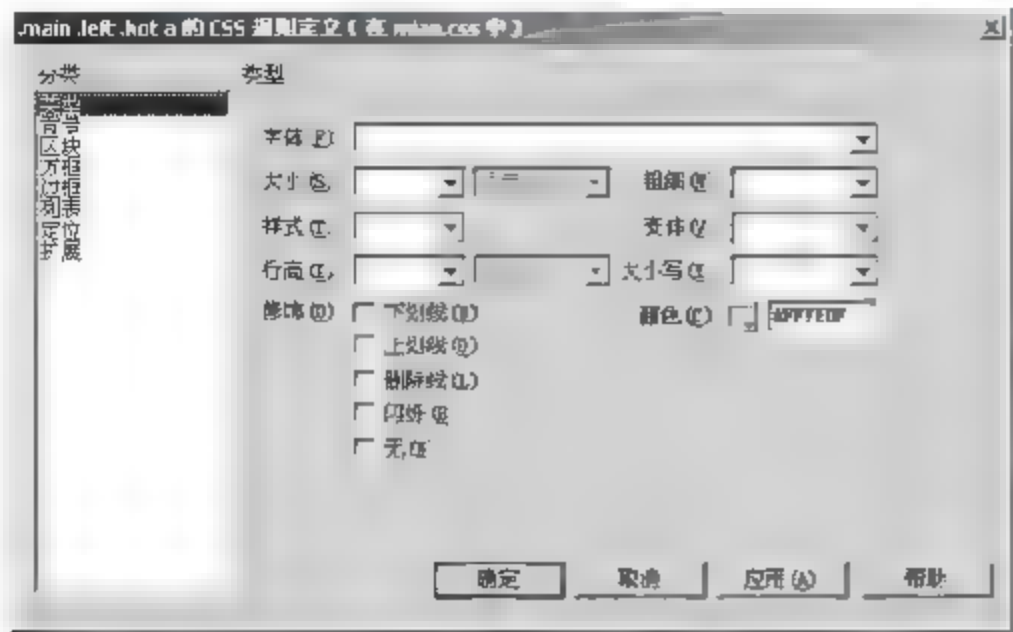 .main .left .hot a 的 CSS 规则定义 ( 在 mian.css 中 )
分类
类型
类型
背景
区块
方框
边框
列表
定位
扩展
字体 (F)
大小 (S)
粗细 (W)
样式 (T)
变体 (V)
行高 (I)
大小写
修饰 (D)
下划线 (U)
颜色 (C)
上划线 (O)
删除线 (L)
闪烁
无 (N)
确定
取消
应用 (A)
帮助